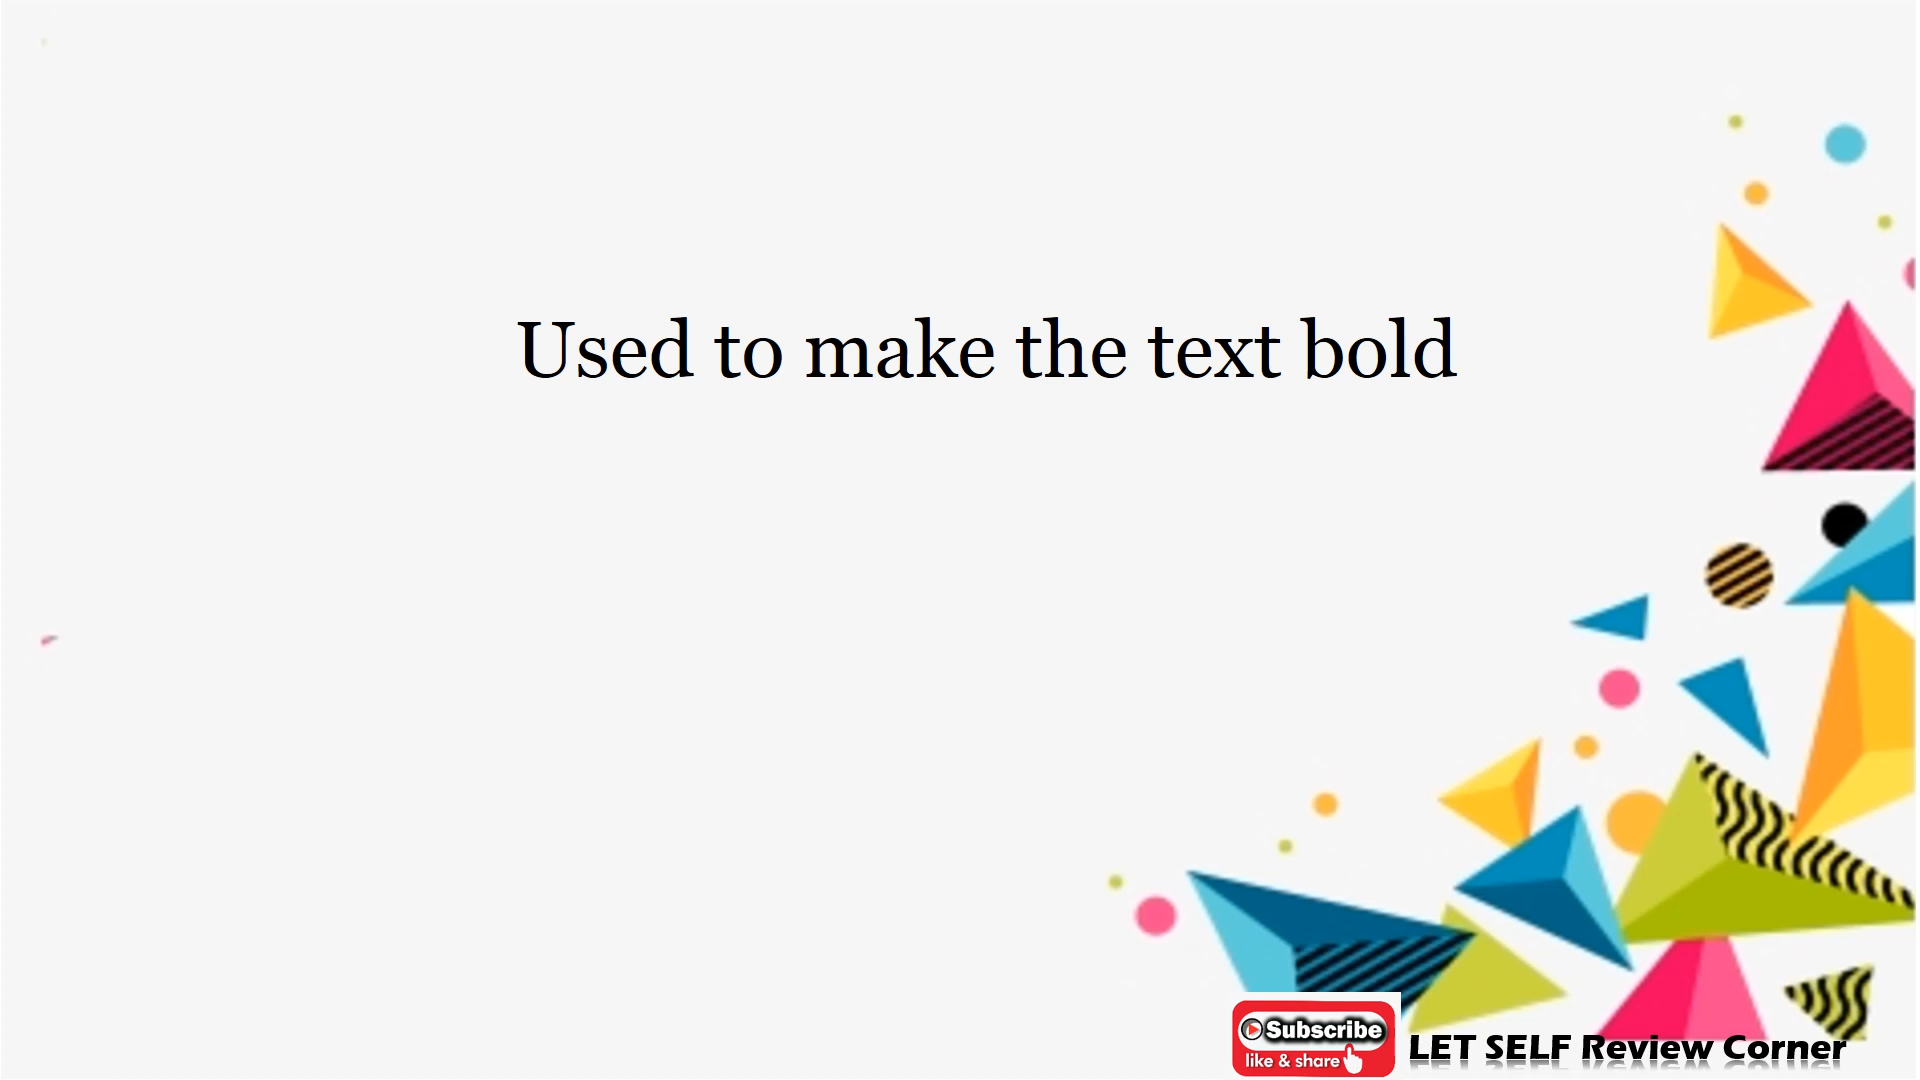 Used to make the text bold
Subscribe
like & share
LET SELF Review Corner